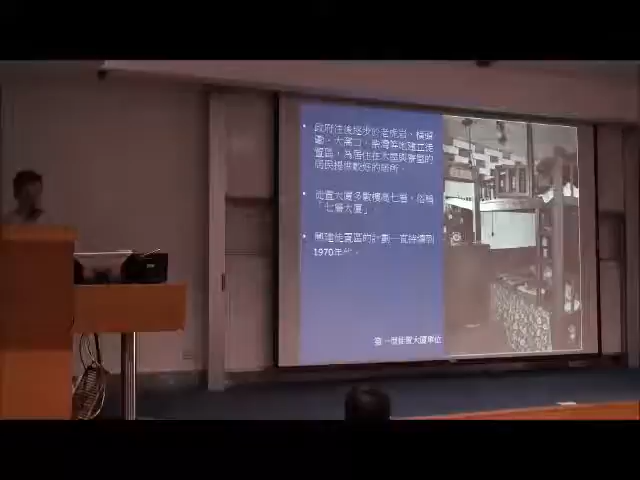 政府往後逐步於老虎岩、橫頭
磡、大窩口、柴灣等地建立徙
置區，為居住在木屋與寮屋的
居民提供較好的居所。
徙置大廈多數樓高七層，俗稱
「七層大廈」。
興建徙置區的計劃一直持續到
1970年代。
第一型徙置大廈單位